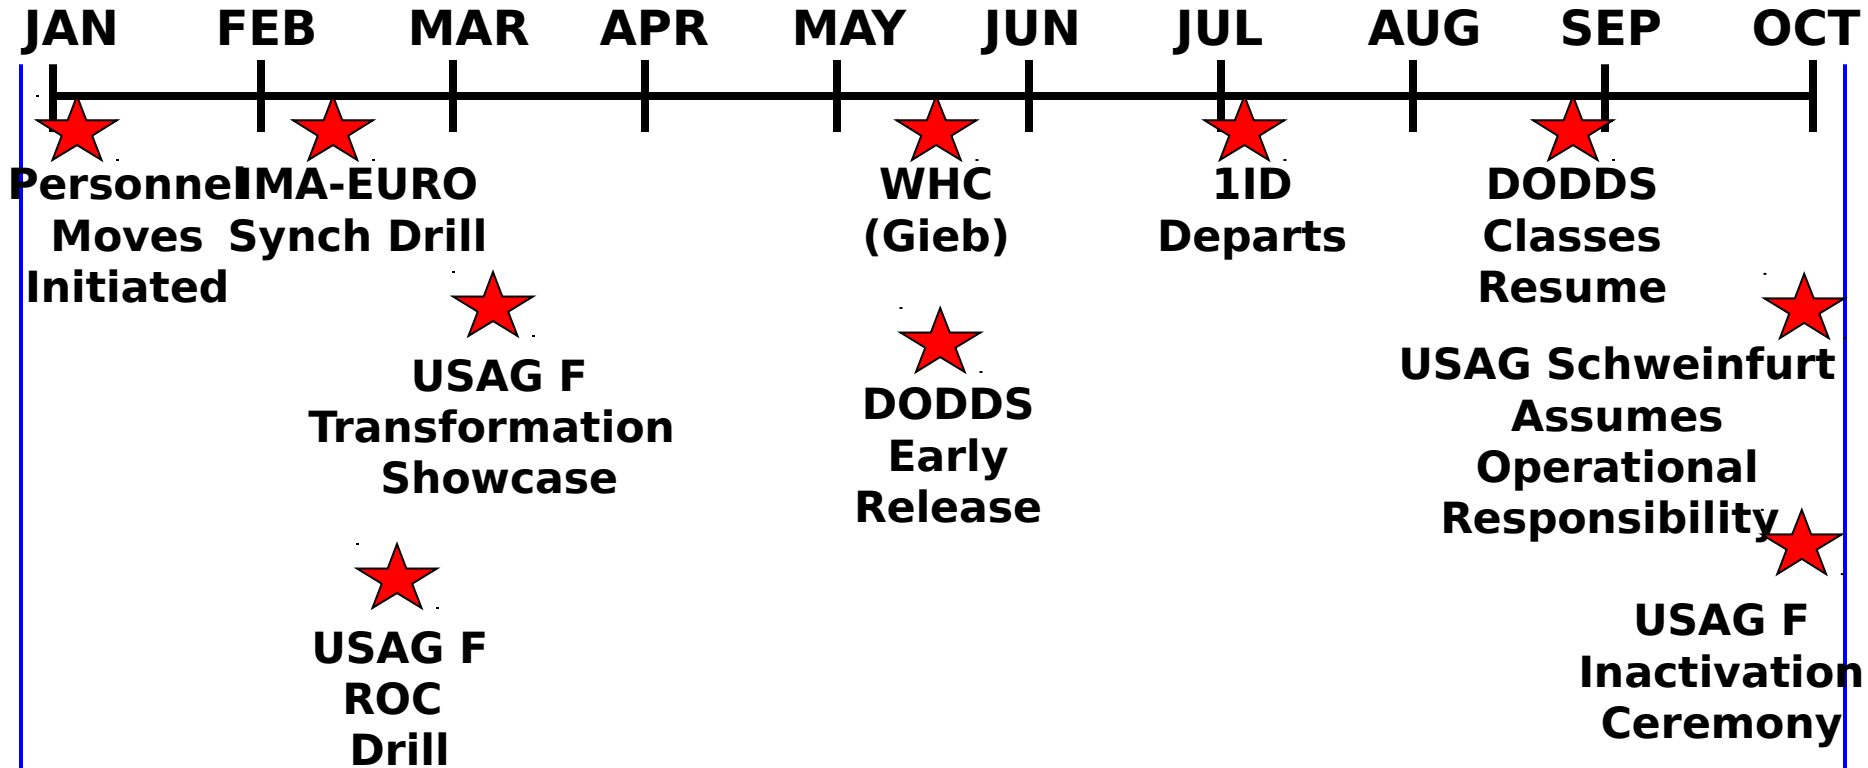 JAN FEB MAR APR MAY JUN JUL AUG SEP OCT
Personnel
Moves
Initiated
IMA-EURO
Synch Drill
WHC
(Gieb)
1ID
Departs
DODDS
Classes
Resume
USAG F
Transformation
Showcase
DODDS
Early
Release
USAG Schweinfurt
Assumes
Operational
Responsibility
USAG F
ROC
Drill
USAG F
Inactivation
Ceremony